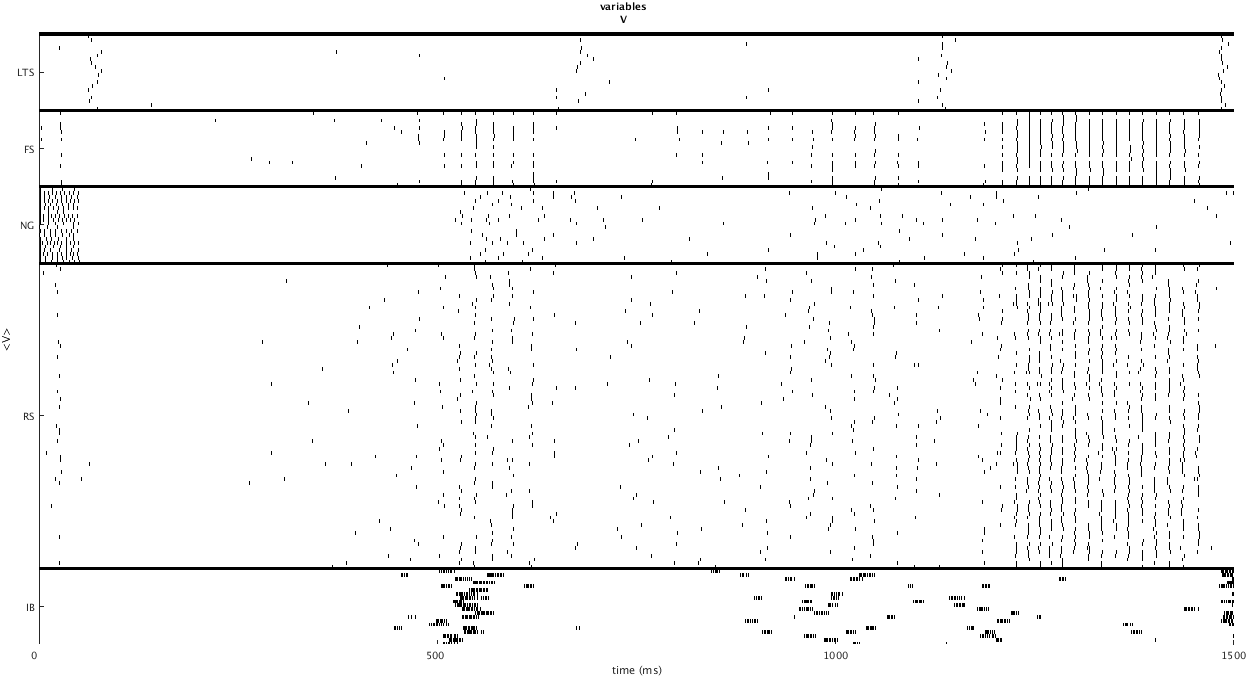 variables
V
LTS
FS
NG
RS
IB
<V>
0
500
1000
1500
time (ms)